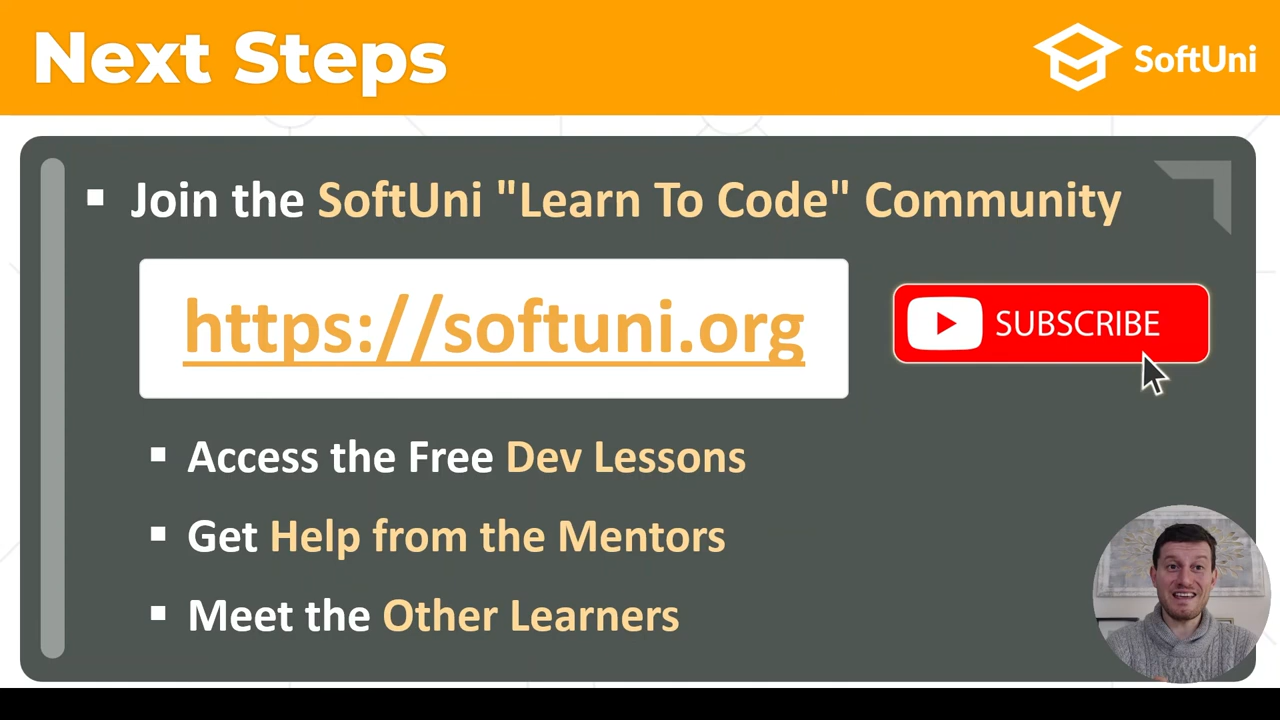 Next Steps
SoftUni
Join the SoftUni "Learn To Code" Community
https://softuni.org
SUBSCRIBE
Access the Free Dev Lessons
Get Help from the Mentors
Meet the Other Learners